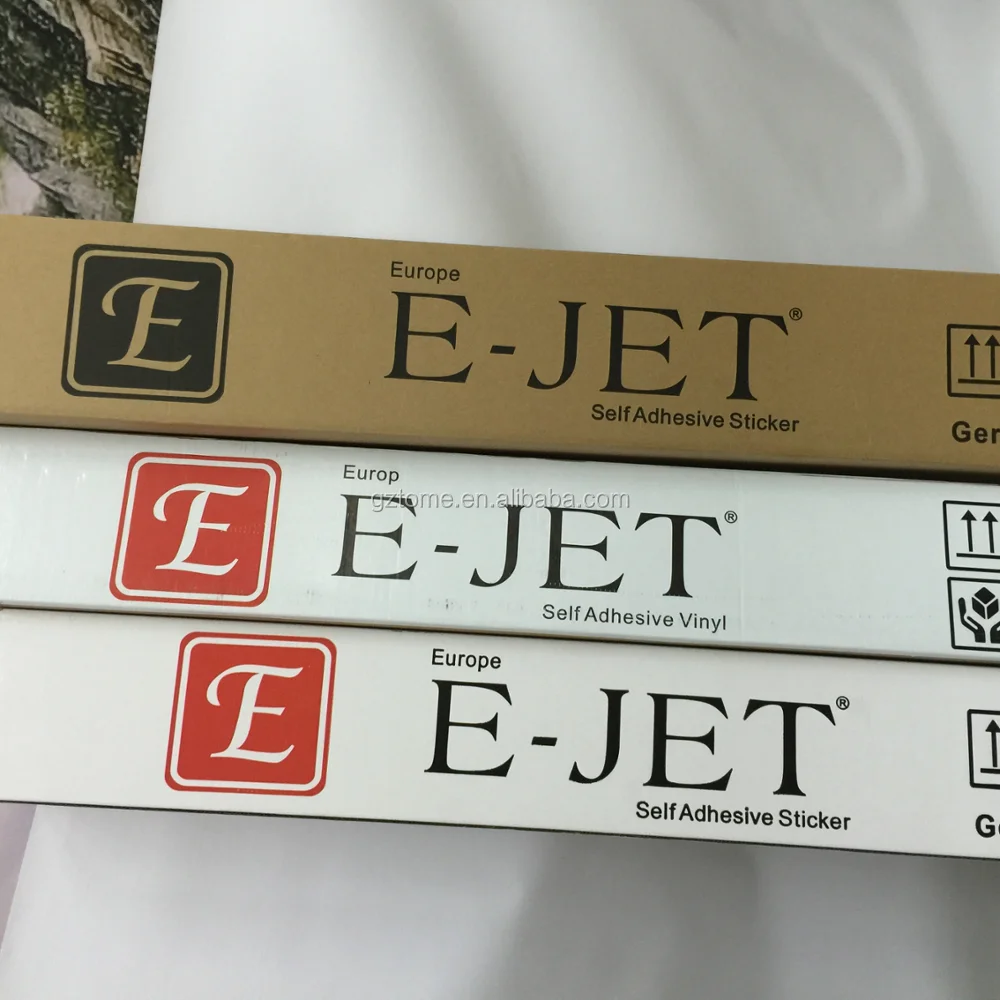 E
Europe
E-JET®
Self Adhesive Sticker
Ger
E
Europ
E-JET®
Self Adhesive Vinyl
gztome.en.alibaba.com
E
Europe
E-JET®
Self Adhesive Sticker
Ge